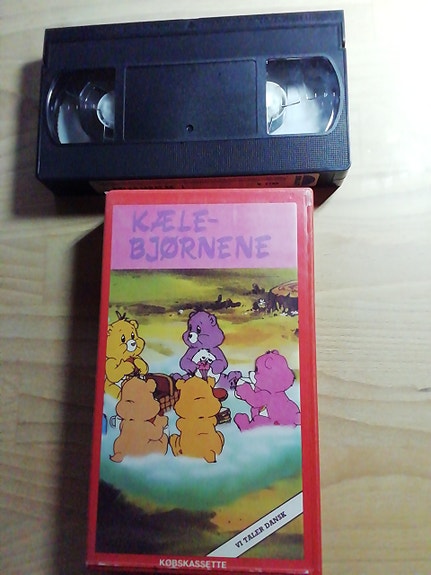 KÆLE-
BJØRNENE
VI TALER DANSK
KØBSKASSETTE